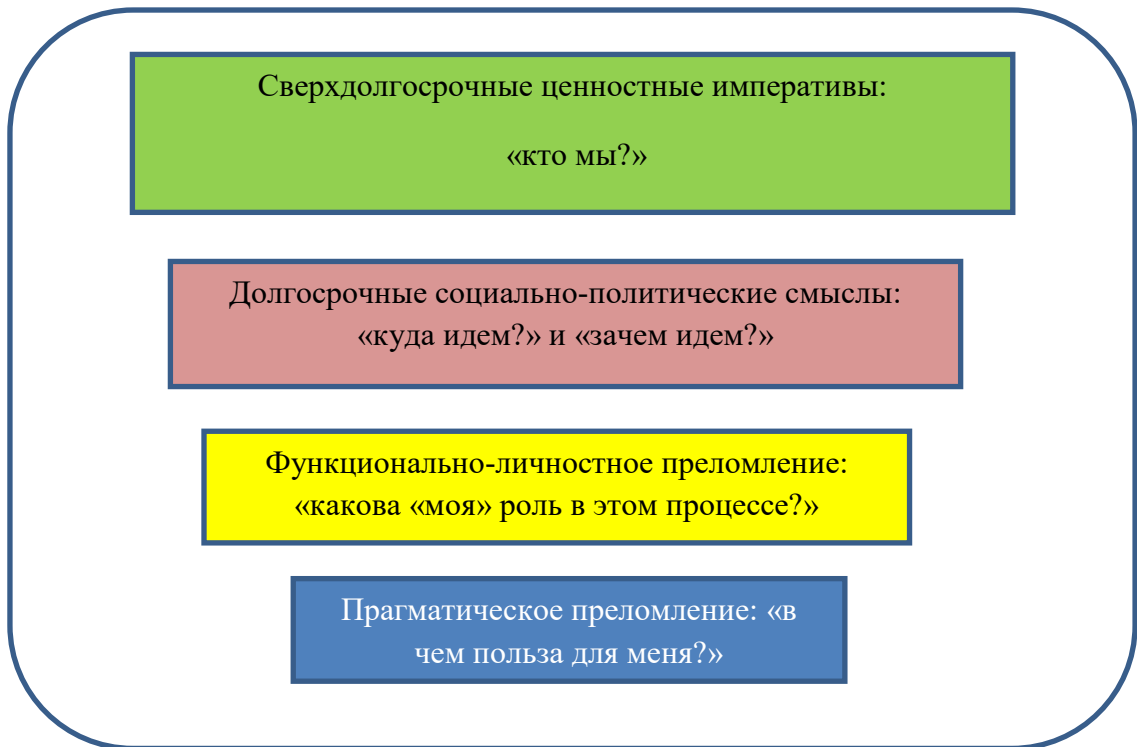 Сверхдолгосрочные ценностные императивы:
«кто мы?»
Долгосрочные социально-политические смыслы:
«куда идем?» и «зачем идем?»
Функционально-личностное преломление:
«какова «моя» роль в этом процессе?»
Прагматическое преломление: «в
чем польза для меня?»